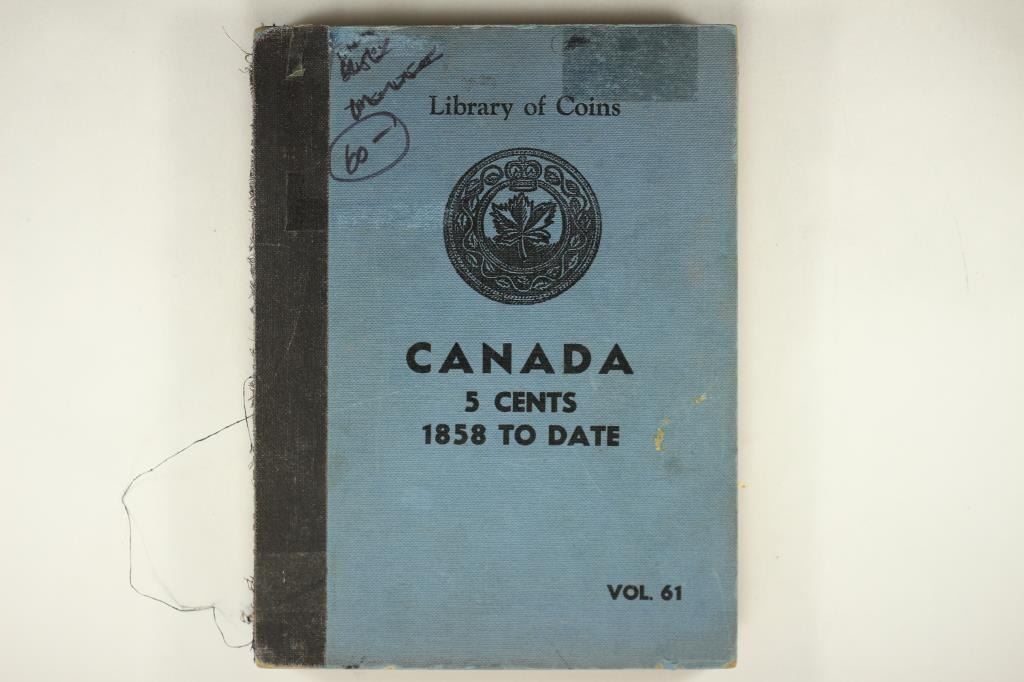 60-
Library of Coins
CANADA
5 CENTS
1858 TO DATE
VOL. 61